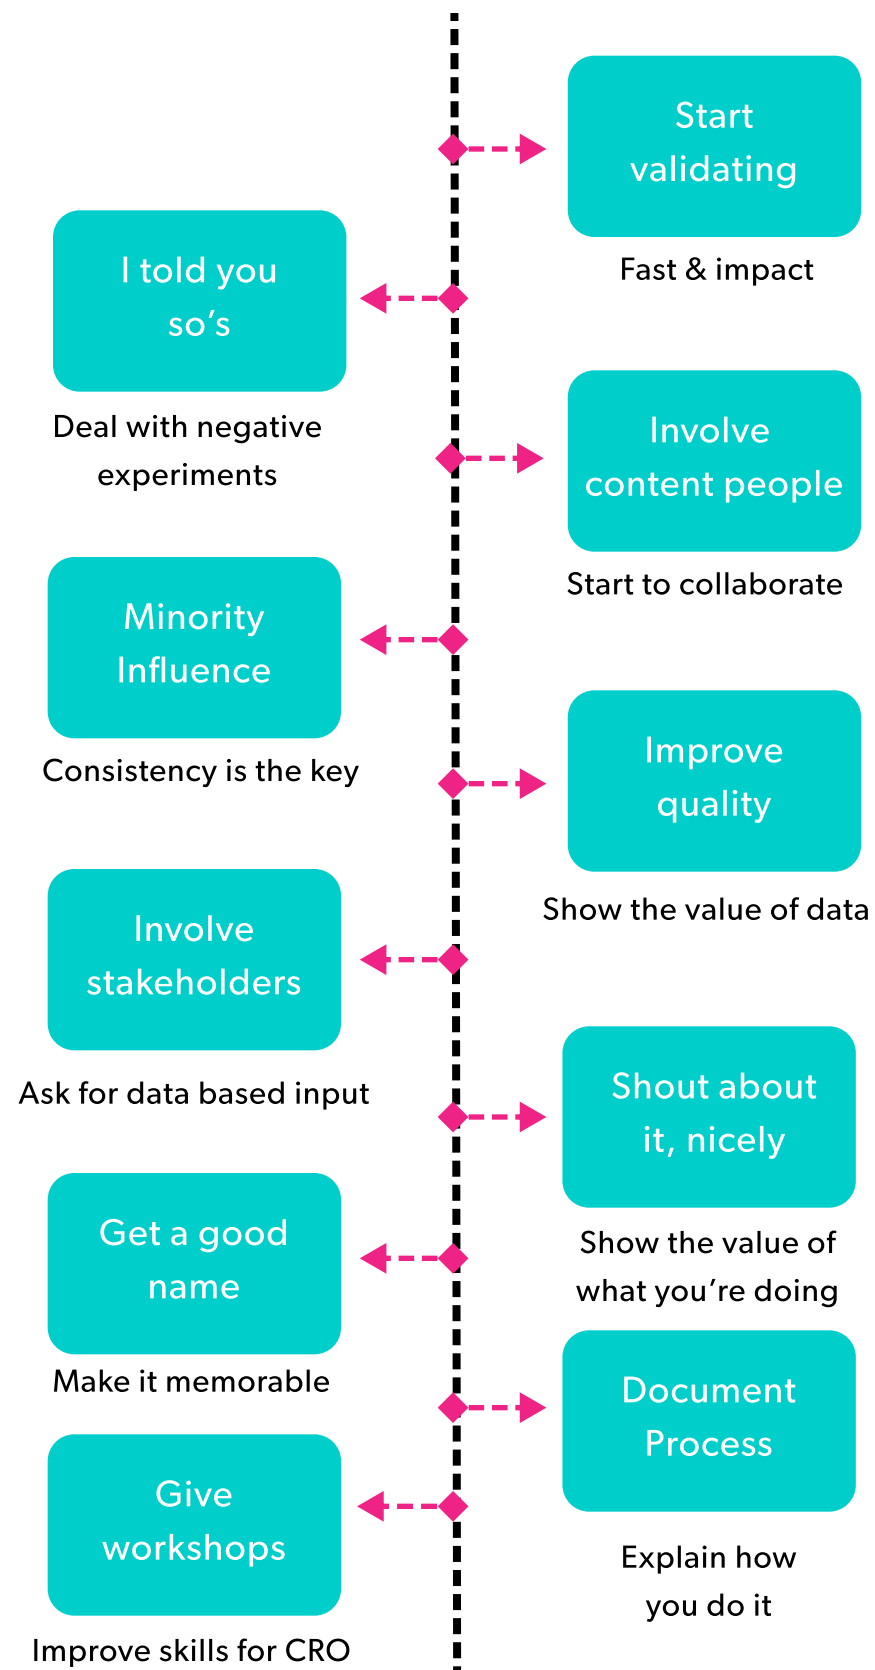 Start
validating
Fast & impact
I told you
so’s
Deal with negative
experiments
Involve
content people
Start to collaborate
Minority
Influence
Consistency is the key
Improve
quality
Show the value of data
Involve
stakeholders
Ask for data based input
Shout about
it, nicely
Show the value of
what you’re doing
Get a good
name
Make it memorable
Document
Process
Explain how
you do it
Give
workshops
Improve skills for CRO